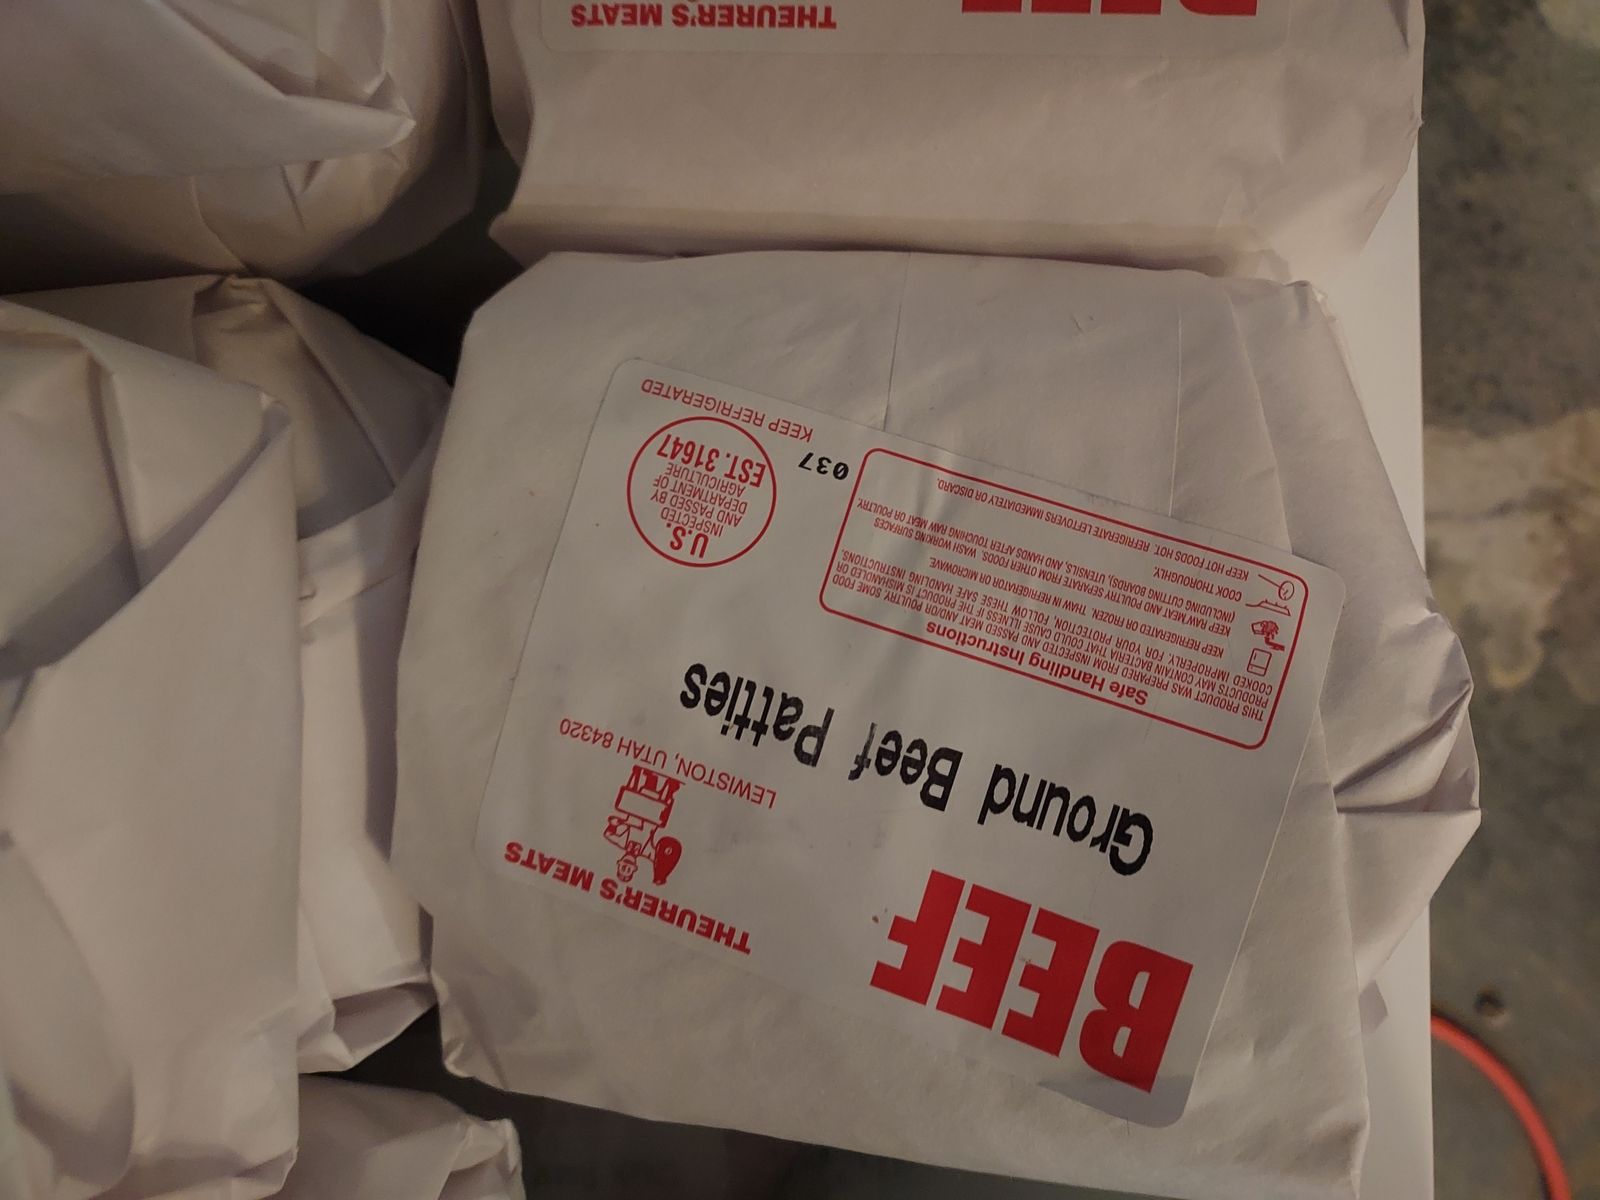 THEURER'S MEATS
BEEF
THEURER'S MEATS
LEWISTON, UTAH 84320
Ground Beef Patties
Safe Handling Instructions
THIS PRODUCT WAS PREPARED FROM INSPECTED AND PASSED MEAT AND/OR POULTRY. SOME FOOD
PRODUCTS MAY CONTAIN BACTERIA THAT COULD CAUSE ILLNESS IF THE PRODUCT IS MISHANDLED OR
COOKED IMPROPERLY. FOR YOUR PROTECTION, FOLLOW THESE SAFE HANDLING INSTRUCTIONS.
KEEP REFRIGERATED OR FROZEN. THAW IN REFRIGERATOR OR MICROWAVE.
KEEP RAW MEAT AND POULTRY SEPARATE FROM OTHER FOODS. WASH WORKING SURFACES
(INCLUDING CUTTING BOARDS), UTENSILS, AND HANDS AFTER TOUCHING RAW MEAT OR POULTRY.
COOK THOROUGHLY.
KEEP HOT FOODS HOT. REFRIGERATE LEFTOVERS IMMEDIATELY OR DISCARD.
U.S.
INSPECTED
AND PASSED BY
DEPARTMENT OF
AGRICULTURE
EST. 31647
037
KEEP REFRIGERATED
BEEF